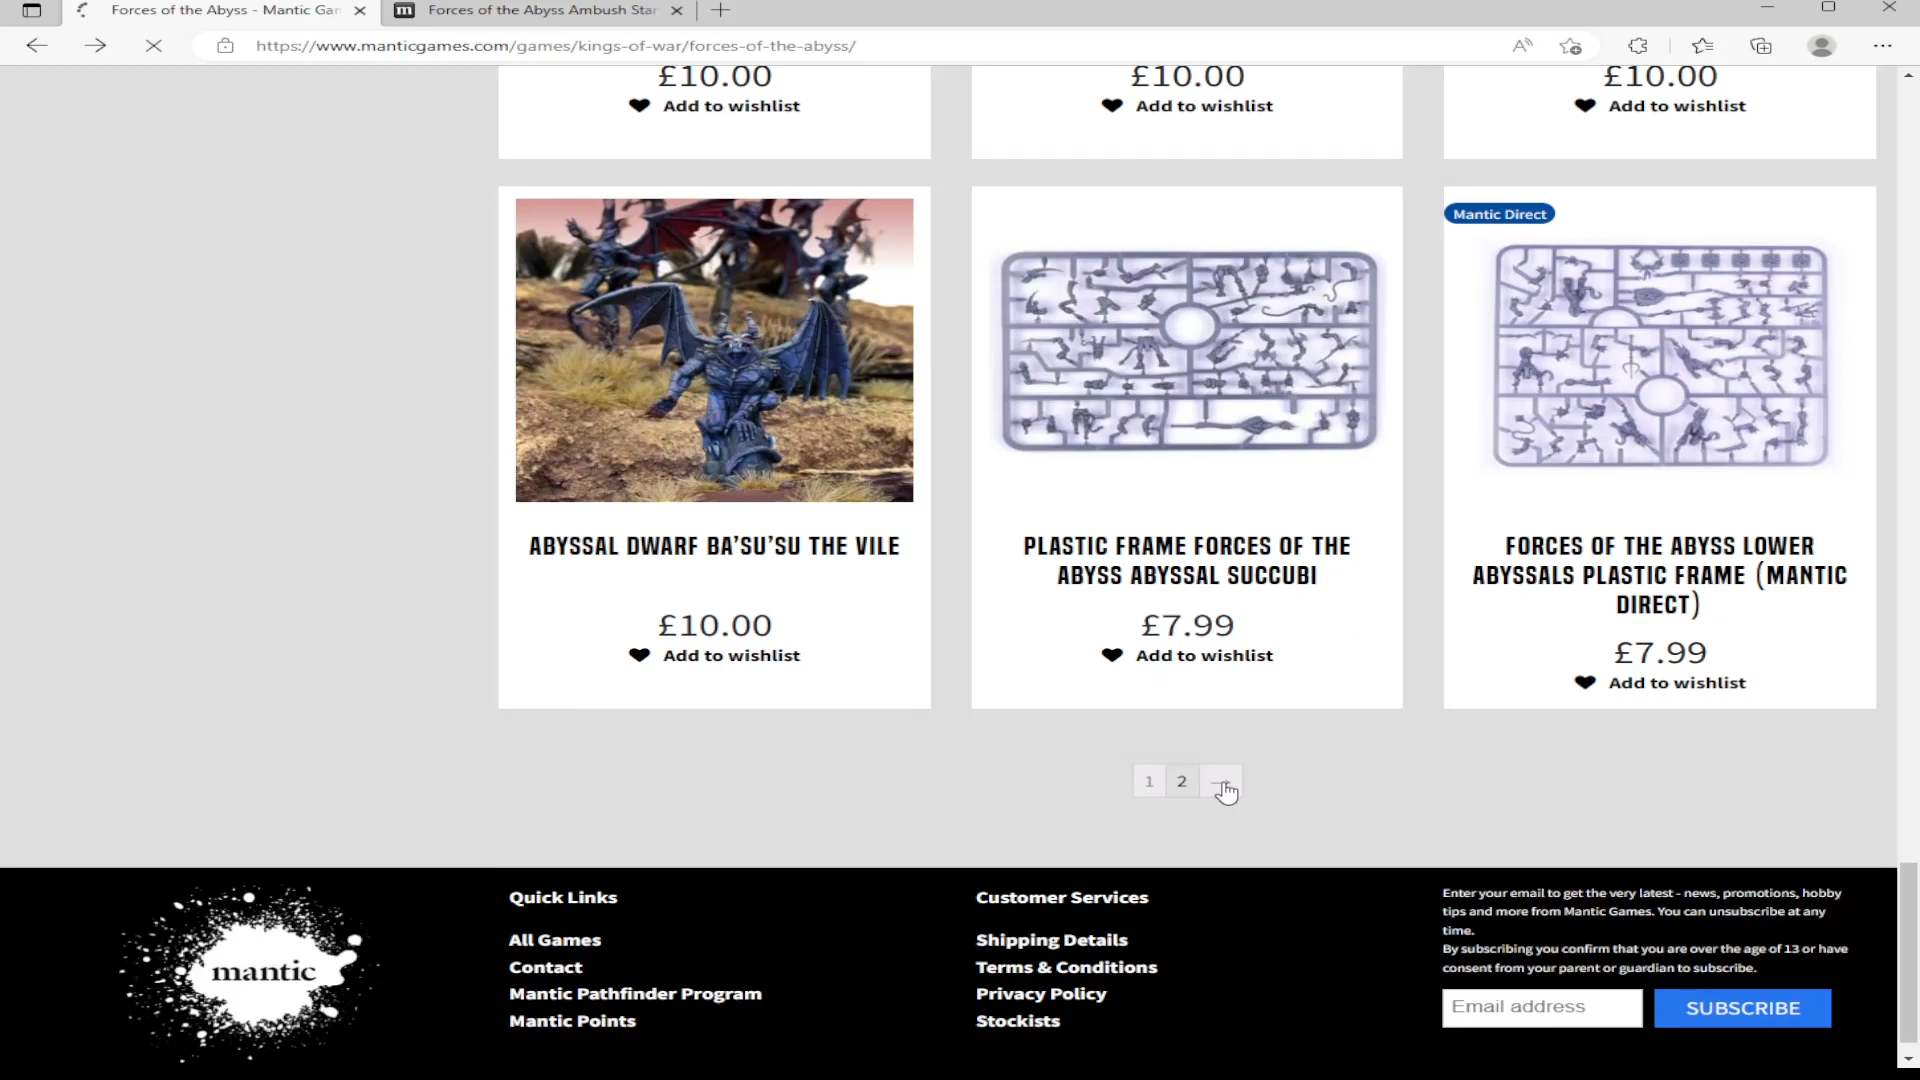 Forces of the Abyss - Mantic Gar
Forces of the Abyss Ambush Star
https://www.manticgames.com/games/kings-of-war/forces-of-the-abyss/
£10.00
Add to wishlist
£10.00
Add to wishlist
£10.00
Add to wishlist
ABYSSAL DWARF BA'SU'SU THE VILE
£10.00
Add to wishlist
PLASTIC FRAME FORCES OF THE
ABYSS ABYSSAL SUCCUBI
£7.99
Add to wishlist
Mantic Direct
FORCES OF THE ABYSS LOWER
ABYSSALS PLASTIC FRAME (MANTIC
DIRECT)
£7.99
Add to wishlist
1 2
mantic
Quick Links
All Games
Contact
Mantic Pathfinder Program
Mantic Points
Customer Services
Shipping Details
Terms & Conditions
Privacy Policy
Stockists
Enter your email to get the very latest - news, promotions, hobby
tips and more from Mantic Games. You can unsubscribe at any
time.
By subscribing you confirm that you are over the age of 13 or have
consent from your parent or guardian to subscribe.
Email address
SUBSCRIBE